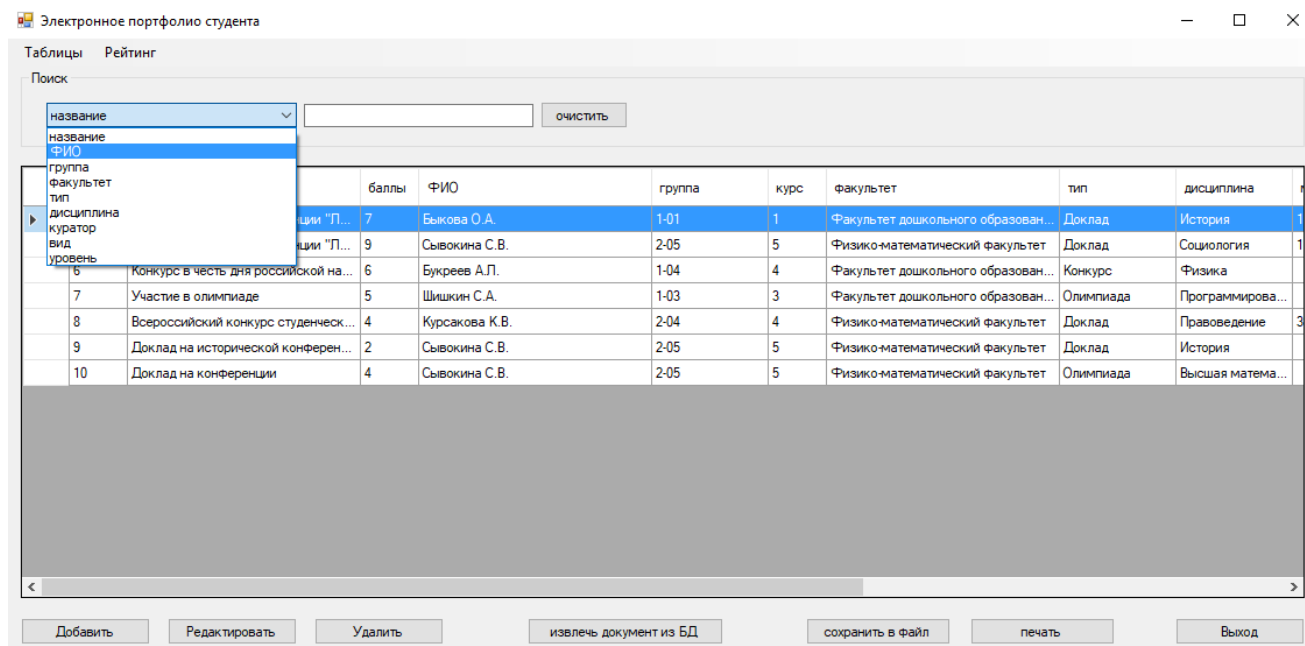 Электронное портфолио студента
Таблицы Рейтинг
Поиск
название очистить
название
ФИО
группа
факультет
тип
дисциплина
куратор
вид
уровень
баллы ФИО группа курс факультет тип дисциплина
ции "П... 7 Быкова О.А. 1-01 1 Факультет дошкольного образован... Доклад История 1
ции "П... 9 Сывокина С.В. 2-05 5 Физико-математический факультет Доклад Социология 1
6 Конкурс в честь дня российской на... 6 Букреев А.П. 1-04 4 Факультет дошкольного образован... Конкурс Физика
7 Участие в олимпиаде 5 Шишкин С.А. 1-03 3 Факультет дошкольного образован... Олимпиада Программирова...
8 Всероссийский конкурс студенческ... 4 Курсакова К.В. 2-04 4 Физико-математический факультет Доклад Правоведение 3
9 Доклад на исторической конферен... 2 Сывокина С.В. 2-05 5 Физико-математический факультет Доклад История
10 Доклад на конференции 4 Сывокина С.В. 2-05 5 Физико-математический факультет Олимпиада Высшая матема...
Добавить Редактировать Удалить извлечь документ из БД сохранить в файл печать Выход